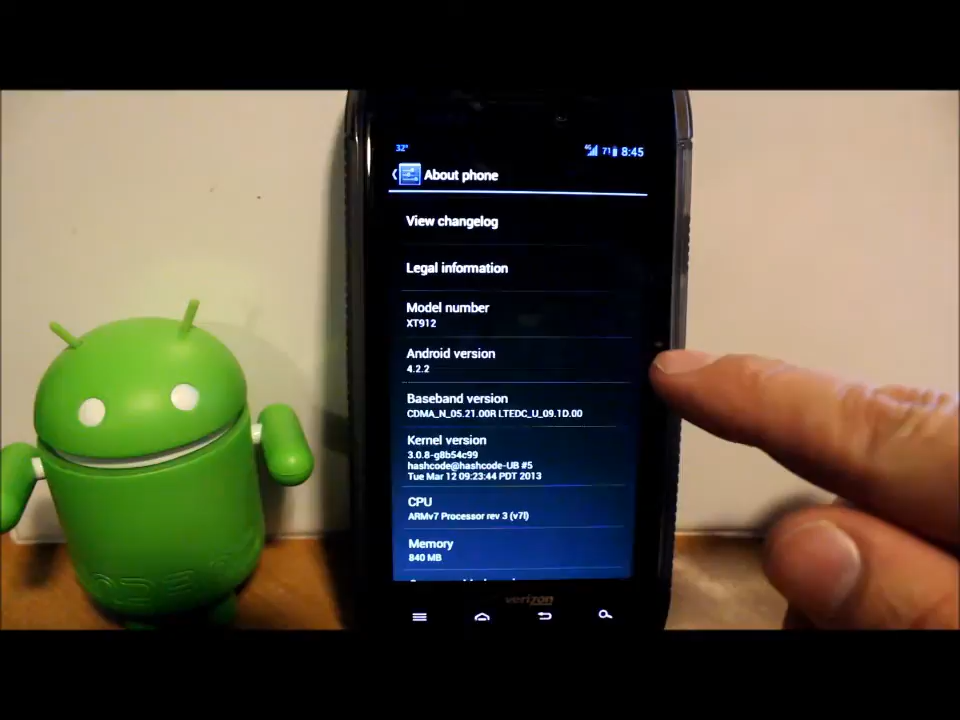 32°
4G 71 8:45
About phone
View changelog
Legal information
Model number
XT912
Android version
4.2.2
Baseband version
CDMA_N_05.21.00R LTEDC_U_09.1D.00
Kernel version
3.0.8-g8b54c99
hashcode@hashcode-UB #5
Tue Mar 12 09:23:44 PDT 2013
CPU
ARMv7 Processor rev 3 (v7l)
Memory
840 MB
verizon